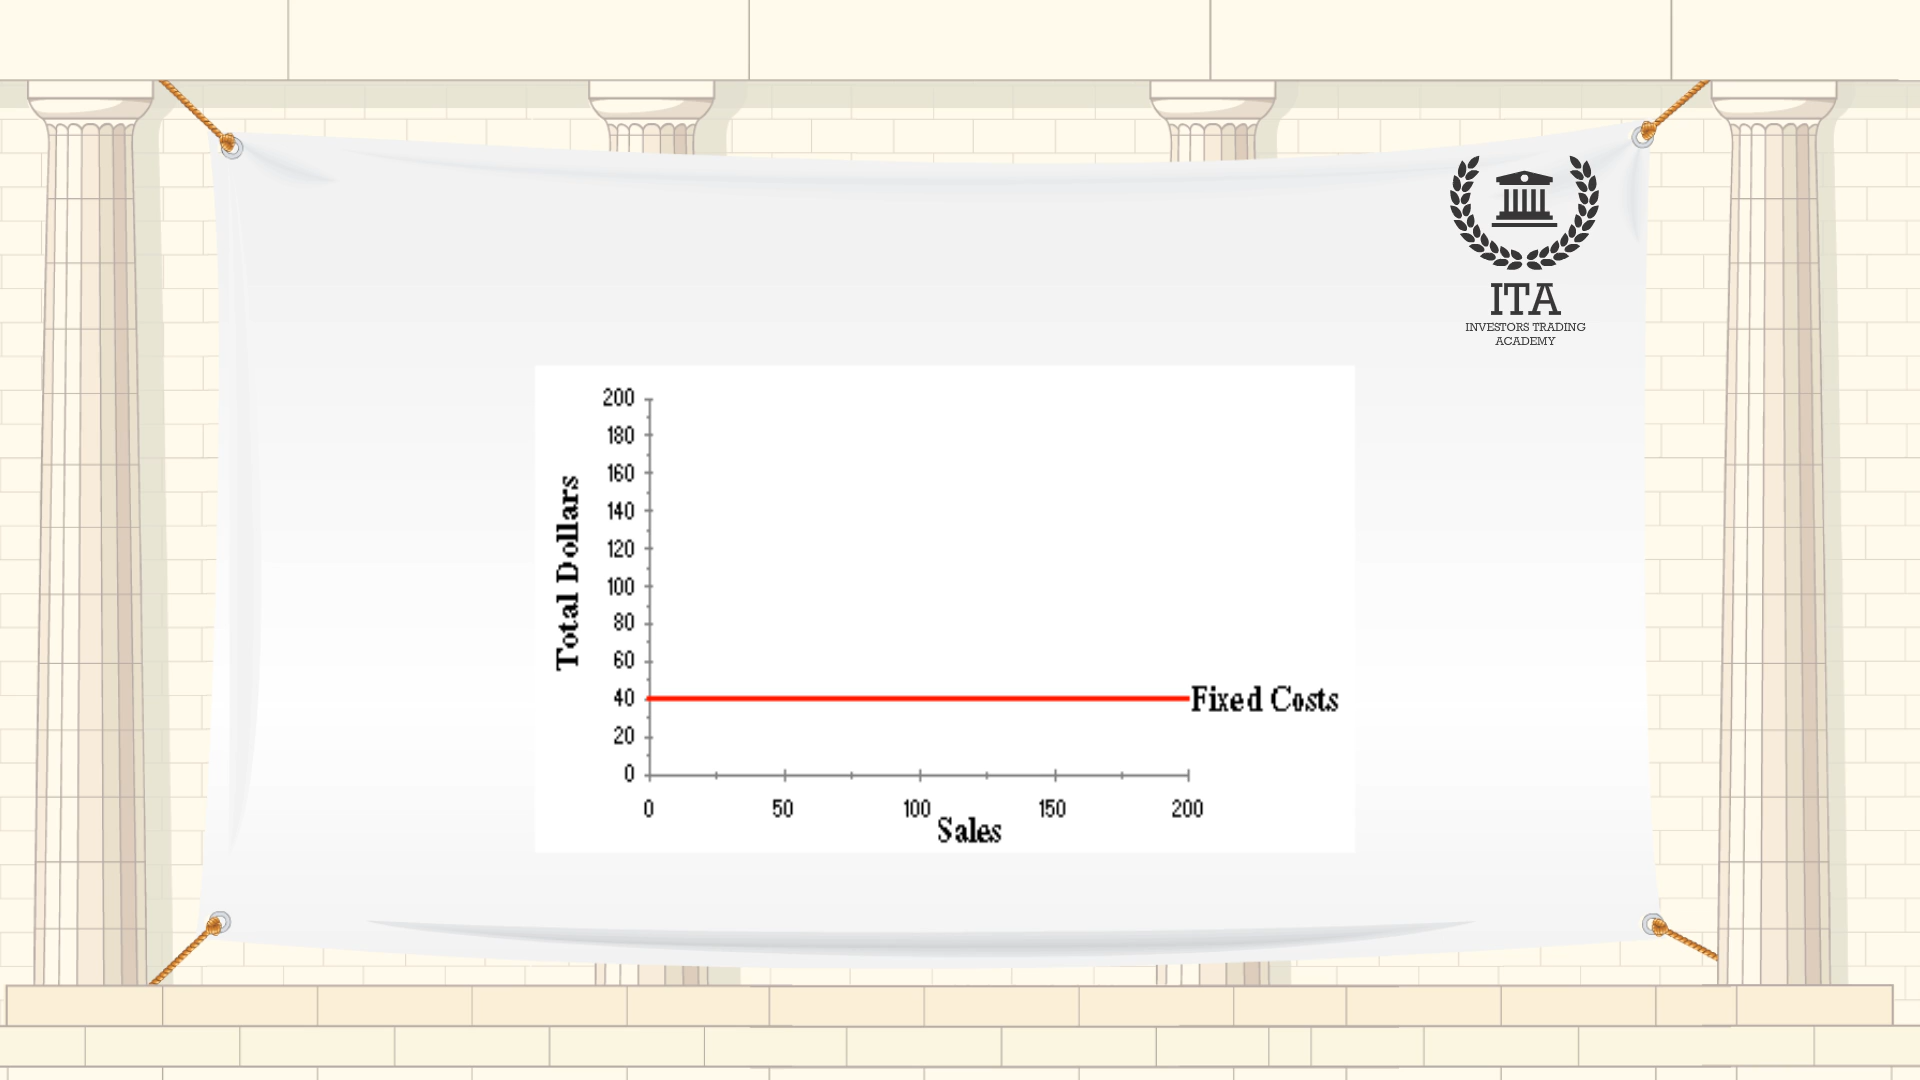 ITA
INVESTORS TRADING
ACADEMY
200
180
160
140
120
100
80
60
40
20
0
Total Dollars
Fixed Costs
0 50 100 150 200
Sales